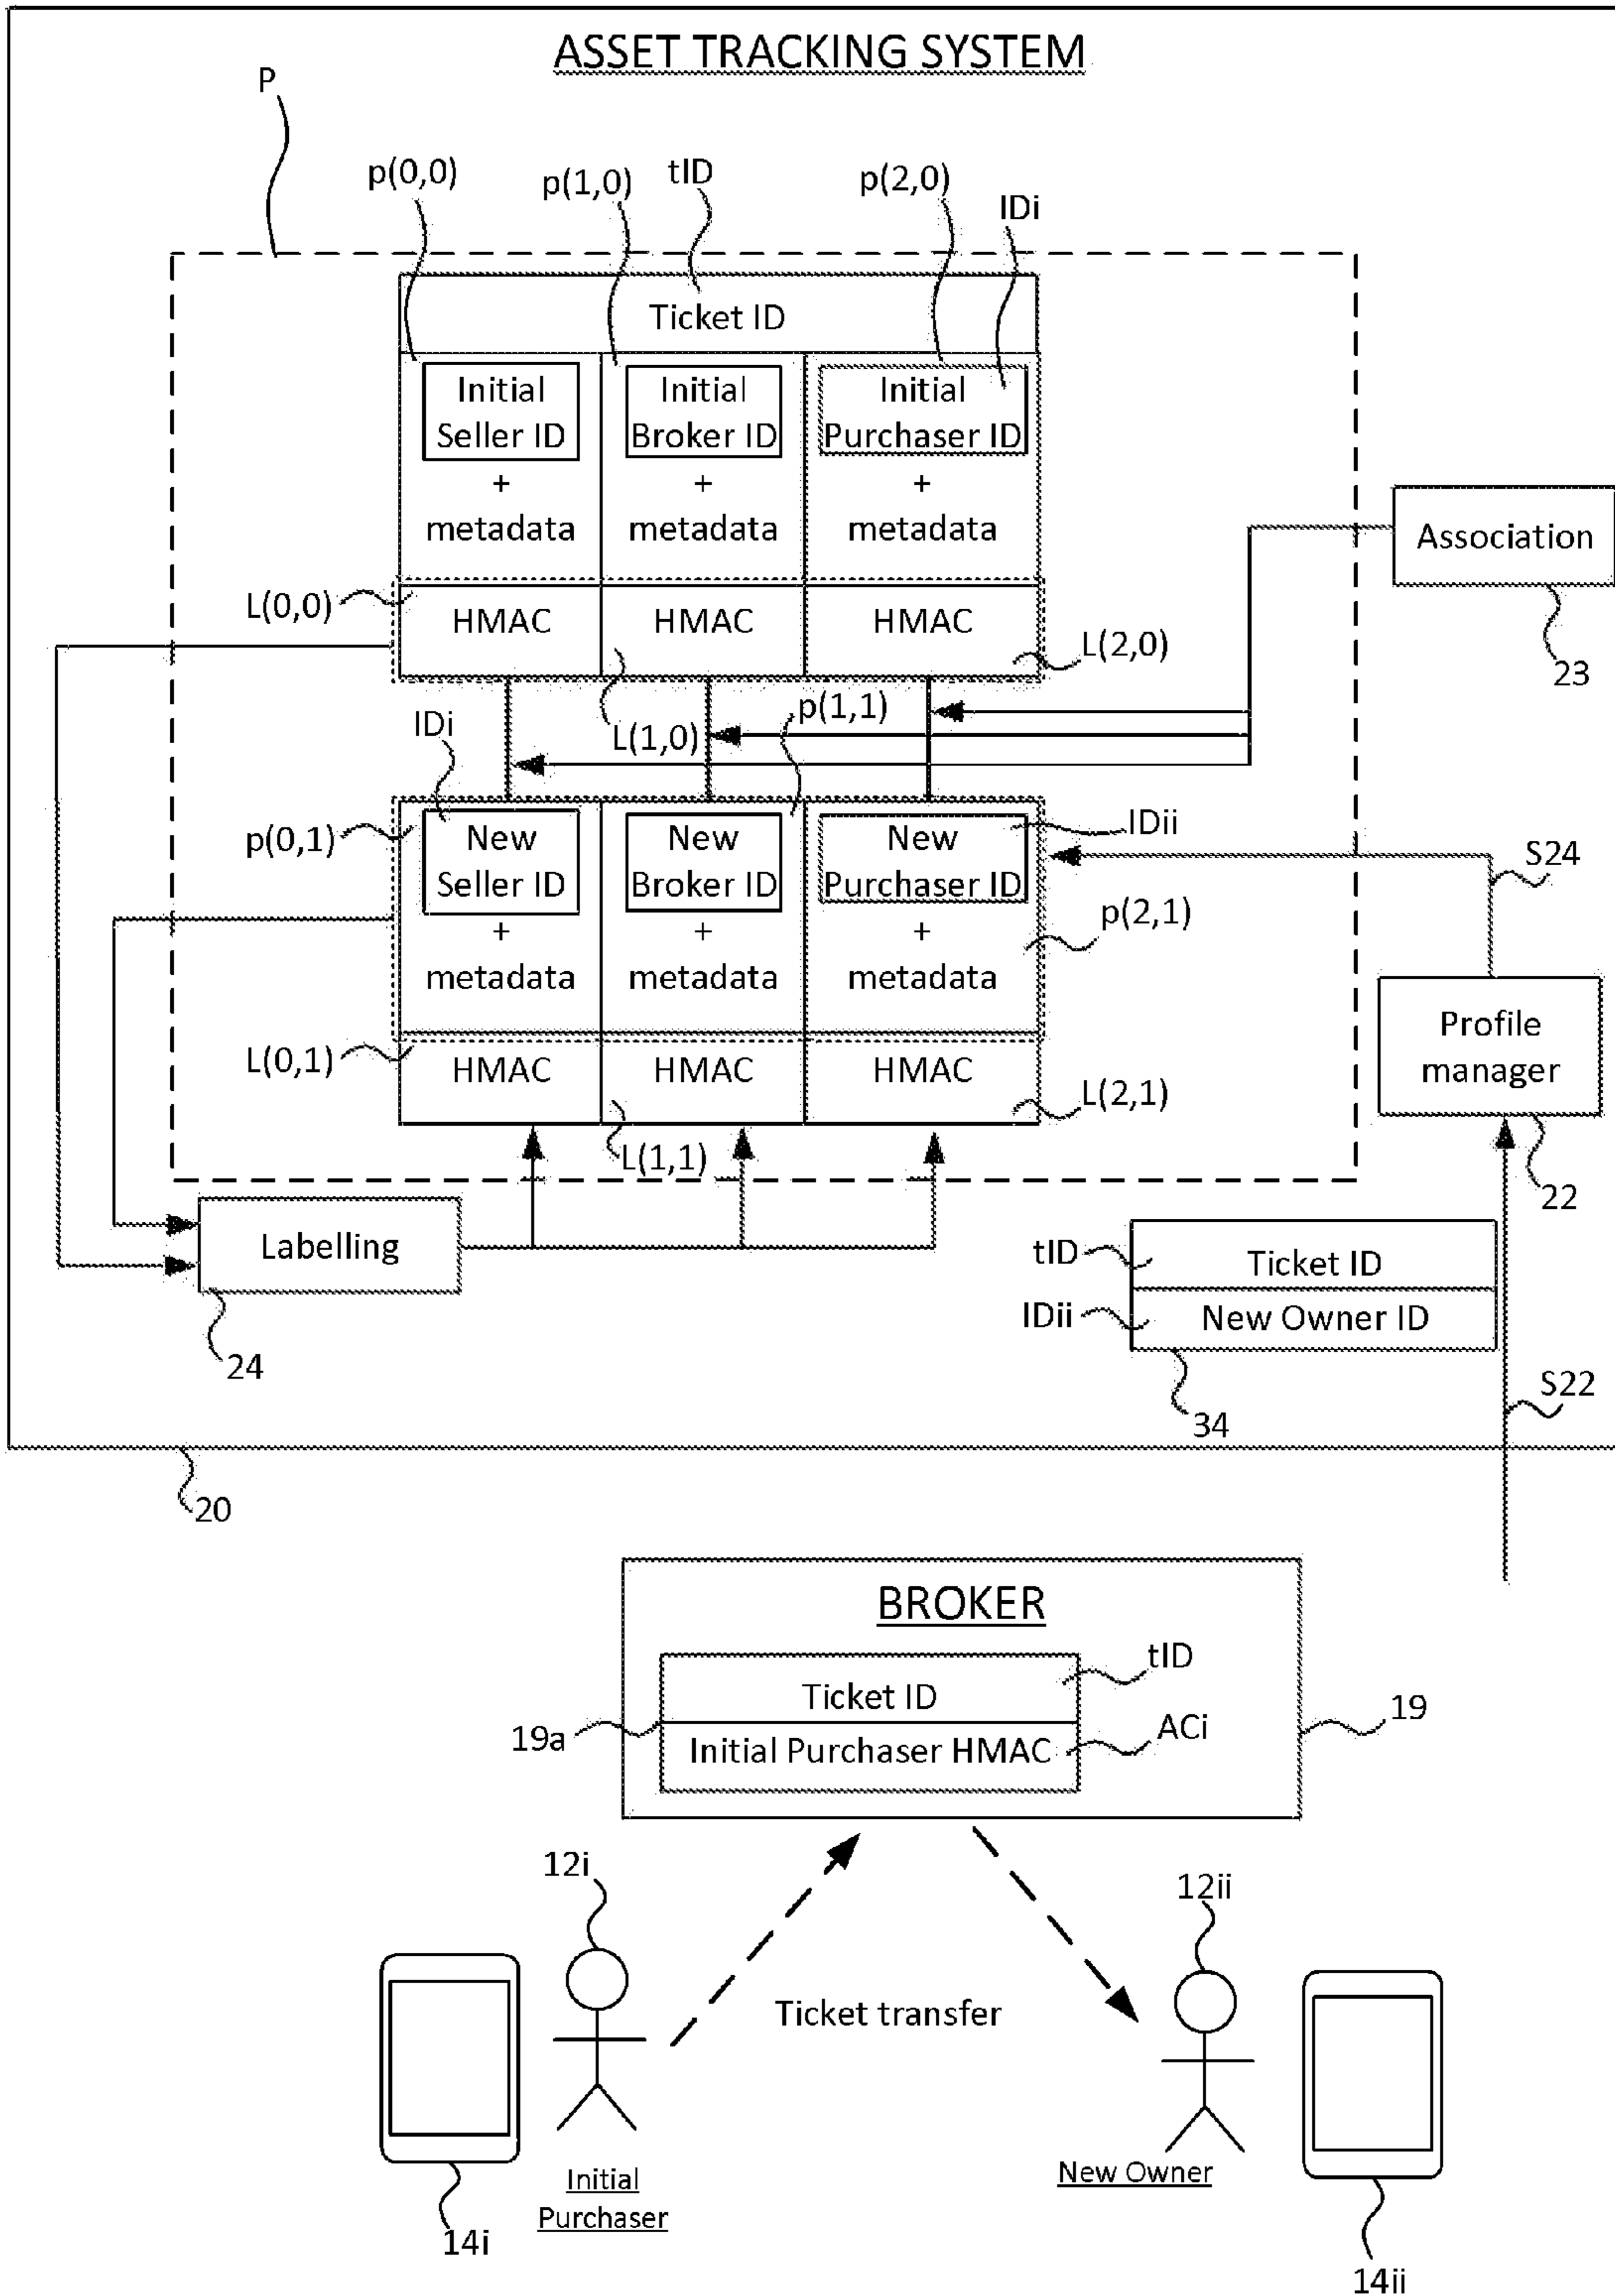 ASSET TRACKING SYSTEM
P
p(0,0)
p(1,0)
tID
p(2,0)
IDi
Ticket ID
Initial
Seller ID
+
metadata
Initial
Broker ID
+
metadata
Initial
Purchaser ID
+
metadata
Association
23
L(0,0)
HMAC
HMAC
HMAC
L(2,0)
L(1,0)
p(1,1)
IDi
p(0,1)
New
Seller ID
+
metadata
New
Broker ID
+
metadata
New
Purchaser ID
+
metadata
IDii
S24
p(2,1)
Profile
manager
22
L(0,1)
HMAC
HMAC
HMAC
L(2,1)
L(1,1)
Labelling
24
tID
Ticket ID
IDii
New Owner ID
34
S22
20
BROKER
tID
Ticket ID
19a
Initial Purchaser HMAC
ACi
19
12i
12ii
Ticket transfer
Initial
Purchaser
New Owner
14i
14ii